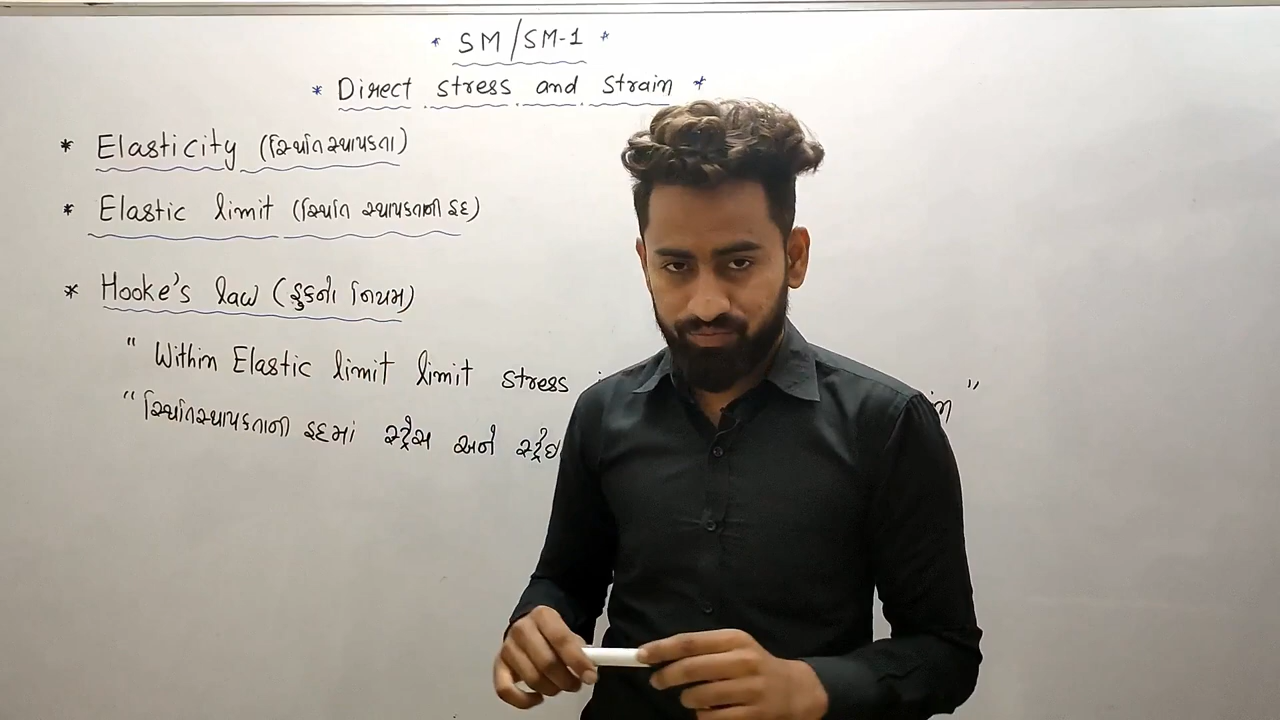 * SM/SM-1 *
* Direct stress and strain *
* Elasticity (સ્થિતિસ્થાપકતા)
* Elastic limit (સ્થિતિ સ્થાપકતાની હદ)
* Hooke's law (હુકનો નિયમ)
" Within Elastic limit limit stress "
" સ્થિતિસ્થાપકતાની હદમાં સ્ટ્રેસ અને